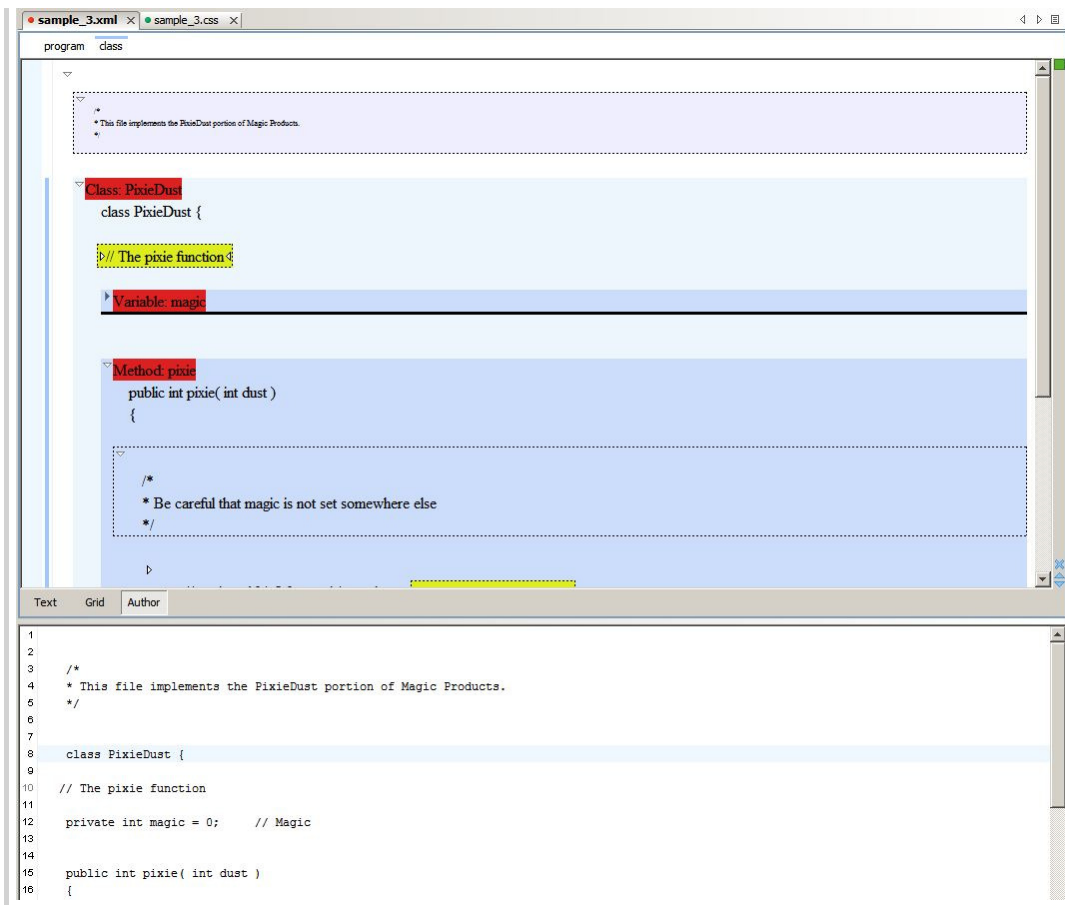 sample_3.xml × sample_3.css ×
program class
/*
* This file implements the PixieDust portion of Magic Products.
*/
Class: PixieDust
class PixieDust {
// The pixie function
Variable: magic
Method: pixie
public int pixie( int dust )
{
/*
* Be careful that magic is not set somewhere else
*/
Text Grid Author
1
2
3 /*
4 * This file implements the PixieDust portion of Magic Products.
5 */
6
7
8 class PixieDust {
9
10 // The pixie function
11
12 private int magic = 0; // Magic
13
14
15 public int pixie( int dust )
16 {